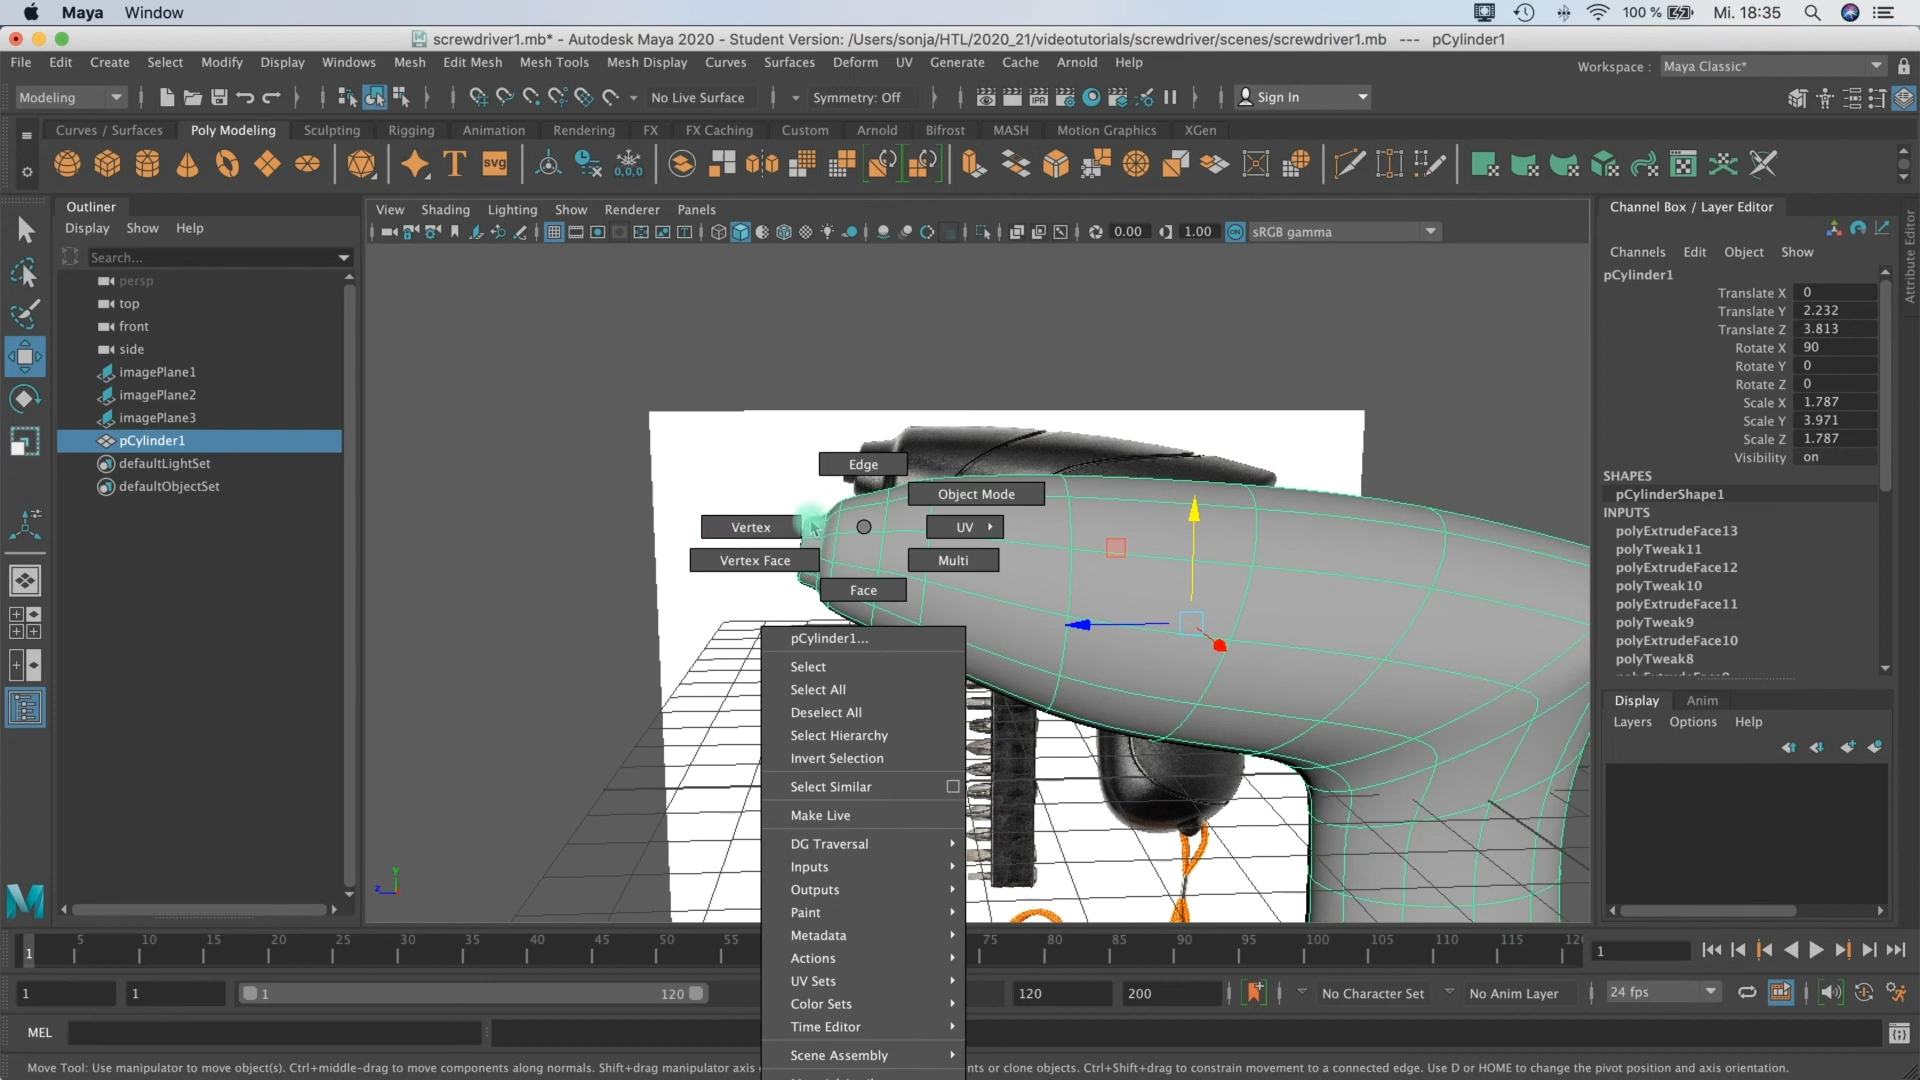 Maya Window 100 % Mi. 18:35
screwdriver1.mb* - Autodesk Maya 2020 - Student Version: /Users/sonja/HTL/2020_21/videotutorials/screwdriver/scenes/screwdriver1.mb --- pCylinder1
File Edit Create Select Modify Display Windows Mesh Edit Mesh Mesh Tools Mesh Display Curves Surfaces Deform UV Generate Cache Arnold Help Workspace : Maya Classic*
Modeling No Live Surface Symmetry: Off IPR Sign In
Curves / Surfaces Poly Modeling Sculpting Rigging Animation Rendering FX FX Caching Custom Arnold Bifrost MASH Motion Graphics XGen
T svg 0,0,0
Outliner
Display Show Help
Search...
persp
top
front
side
imagePlane1
imagePlane2
imagePlane3
pCylinder1
defaultLightSet
defaultObjectSet
View Shading Lighting Show Renderer Panels
0.00 1.00 ON sRGB gamma
Edge
Object Mode
Vertex
UV
Vertex Face
Multi
Face
pCylinder1...
Select
Select All
Deselect All
Select Hierarchy
Invert Selection
Select Similar
Make Live
DG Traversal
Inputs
Outputs
Paint
Metadata
Actions
UV Sets
Color Sets
Time Editor
Scene Assembly
y
z
Channel Box / Layer Editor
Channels Edit Object Show
pCylinder1
Translate X 0
Translate Y 2.232
Translate Z 3.813
Rotate X 90
Rotate Y 0
Rotate Z 0
Scale X 1.787
Scale Y 3.971
Scale Z 1.787
Visibility on
SHAPES
pCylinderShape1
INPUTS
polyExtrudeFace13
polyTweak11
polyExtrudeFace12
polyTweak10
polyExtrudeFace11
polyTweak9
polyExtrudeFace10
polyTweak8
Attribute Editor
Display Anim
Layers Options Help
1 5 10 15 20 25 30 35 40 45 50 55 75 80 85 90 95 100 105 110 115 12 1
1 1 1 120 120 200 No Character Set No Anim Layer 24 fps
MEL
Move Tool: Use manipulator to move object(s). Ctrl+middle-drag to move components along normals. Shift+drag manipulator axis nts or clone objects. Ctrl+Shift+drag to constrain movement to a connected edge. Use D or HOME to change the pivot position and axis orientation.